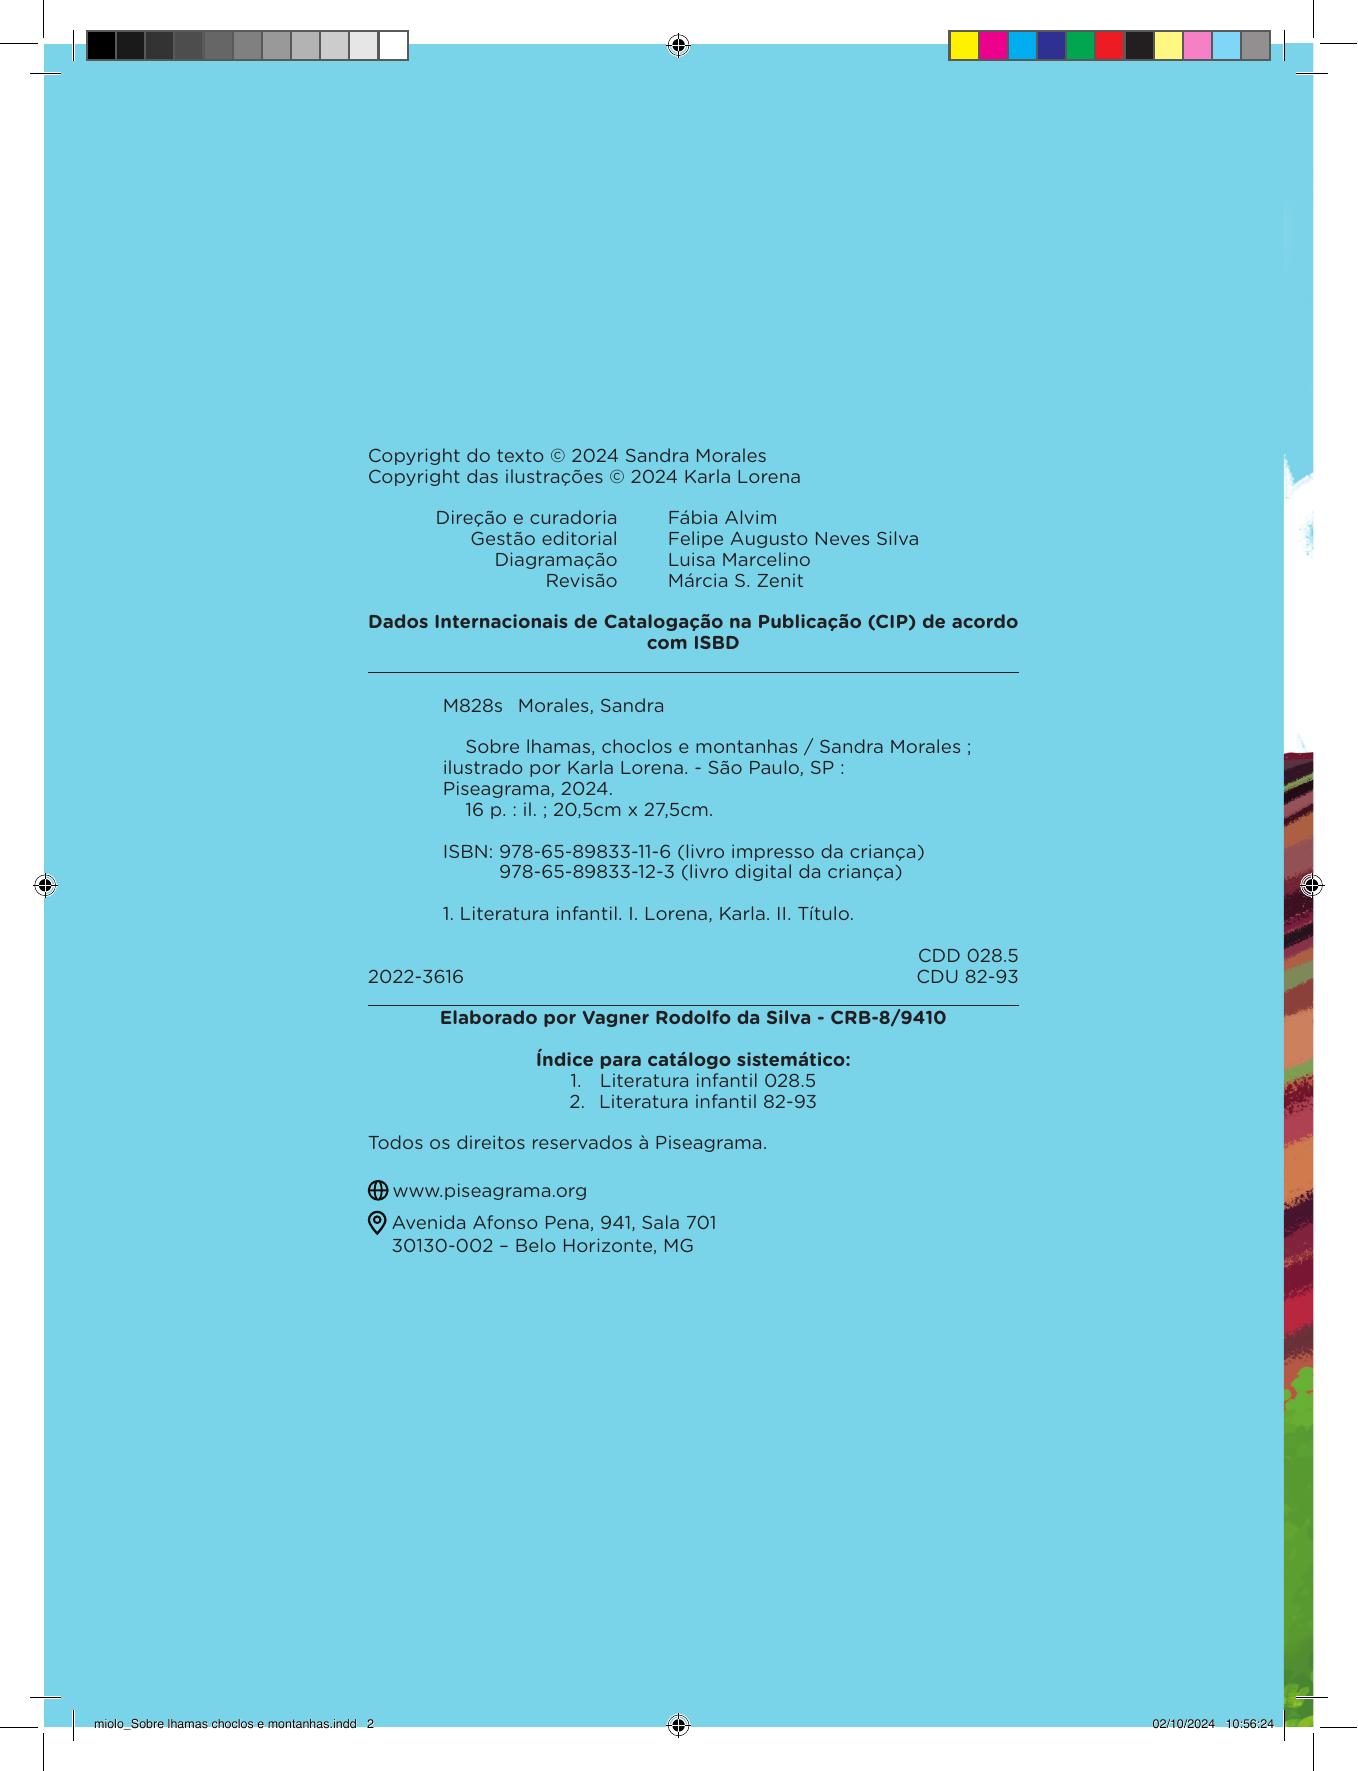 Copyright do texto © 2024 Sandra Morales
Copyright das ilustrações © 2024 Karla Lorena
Direção e curadoria Fábia Alvim
Gestão editorial Felipe Augusto Neves Silva
Diagramação Luisa Marcelino
Revisão Márcia S. Zenit
Dados Internacionais de Catalogação na Publicação (CIP) de acordo
com ISBD
M828s Morales, Sandra
Sobre lhamas, choclos e montanhas / Sandra Morales ;
ilustrado por Karla Lorena. - São Paulo, SP :
Piseagrama, 2024.
16 p. : il. ; 20,5cm x 27,5cm.
ISBN: 978-65-89833-11-6 (livro impresso da criança)
978-65-89833-12-3 (livro digital da criança)
1. Literatura infantil. I. Lorena, Karla. II. Título.
CDD 028.5
2022-3616 CDU 82-93
Elaborado por Vagner Rodolfo da Silva - CRB-8/9410
Índice para catálogo sistemático:
1. Literatura infantil 028.5
2. Literatura infantil 82-93
Todos os direitos reservados à Piseagrama.
www.piseagrama.org
Avenida Afonso Pena, 941, Sala 701
30130-002 – Belo Horizonte, MG
miolo_Sobre lhamas choclos e montanhas.indd 2 02/10/2024 10:56:24